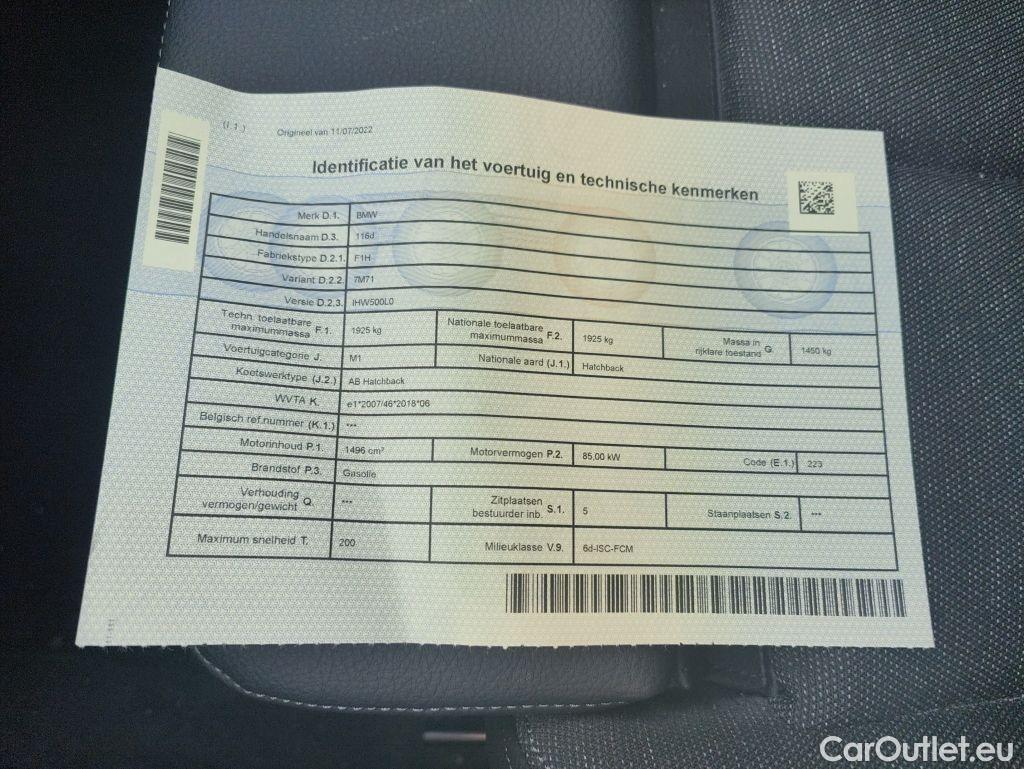 (I.1.) Origineel van 11/07/2022
Identificatie van het voertuig en technische kenmerken
Merk D.1. BMW
Handelsnaam D.3. 116d
Fabriekstype D.2.1. F1H
Variant D.2.2. 7M71
Versie D.2.3. IHW500L0
Techn. toelaatbare maximummassa F.1. 1925 kg Nationale toelaatbare maximummassa F.2. 1925 kg Massa in rijklare toestand G. 1450 kg
Voertuigcategorie J. M1 Nationale aard (J.1.) Hatchback
Koetswerktype (J.2.) AB Hatchback
WVTA K. e1*2007/46*2018*06
Belgisch ref.nummer (K.1.) ---
Motorinhoud P.1. 1496 cm³ Motorvermogen P.2. 85,00 kW Code (E.1.) 223
Brandstof P.3. Gasolie
Verhouding vermogen/gewicht Q. --- Zitplaatsen bestuurder inb. S.1. 5 Staanplaatsen S.2. ---
Maximum snelheid T. 200 Milieuklasse V.9. 6d-ISC-FCM
CarOutlet.eu